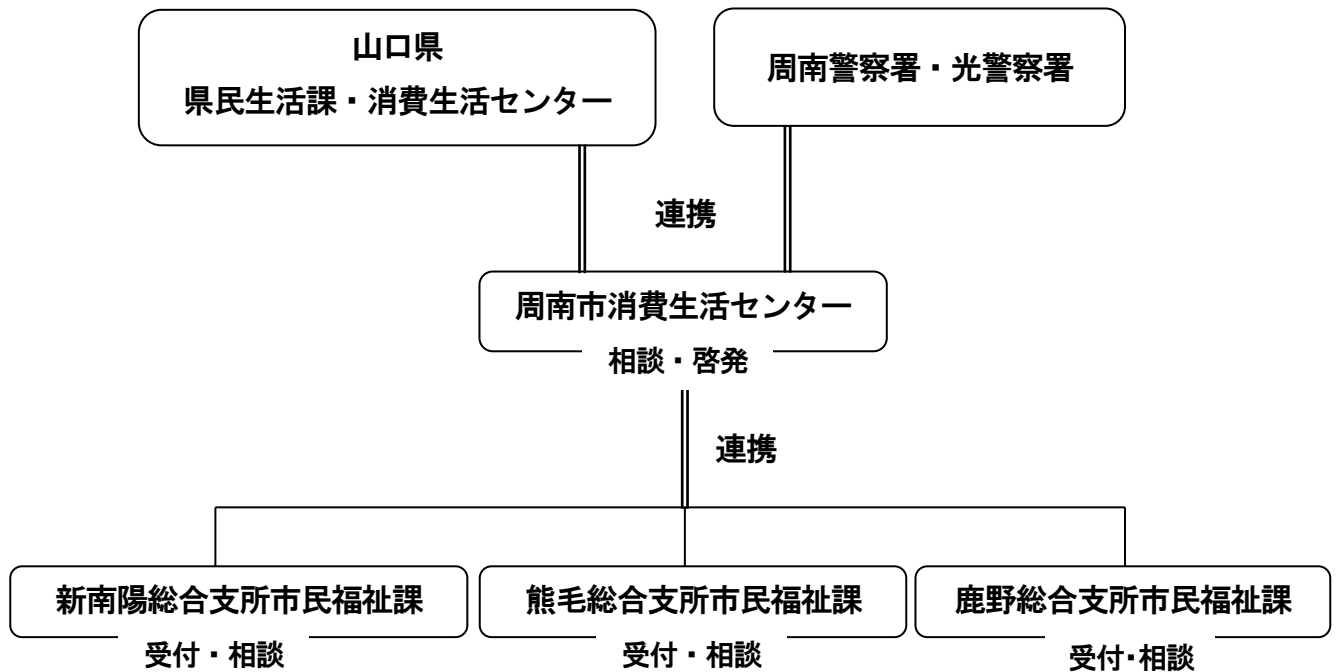 山口県
県民生活課・消費生活センター
周南警察署・光警察署
連携
周南市消費生活センター
相談・啓発
連携
新南陽総合支所市民福祉課
受付・相談
熊毛総合支所市民福祉課
受付・相談
鹿野総合支所市民福祉課
受付・相談